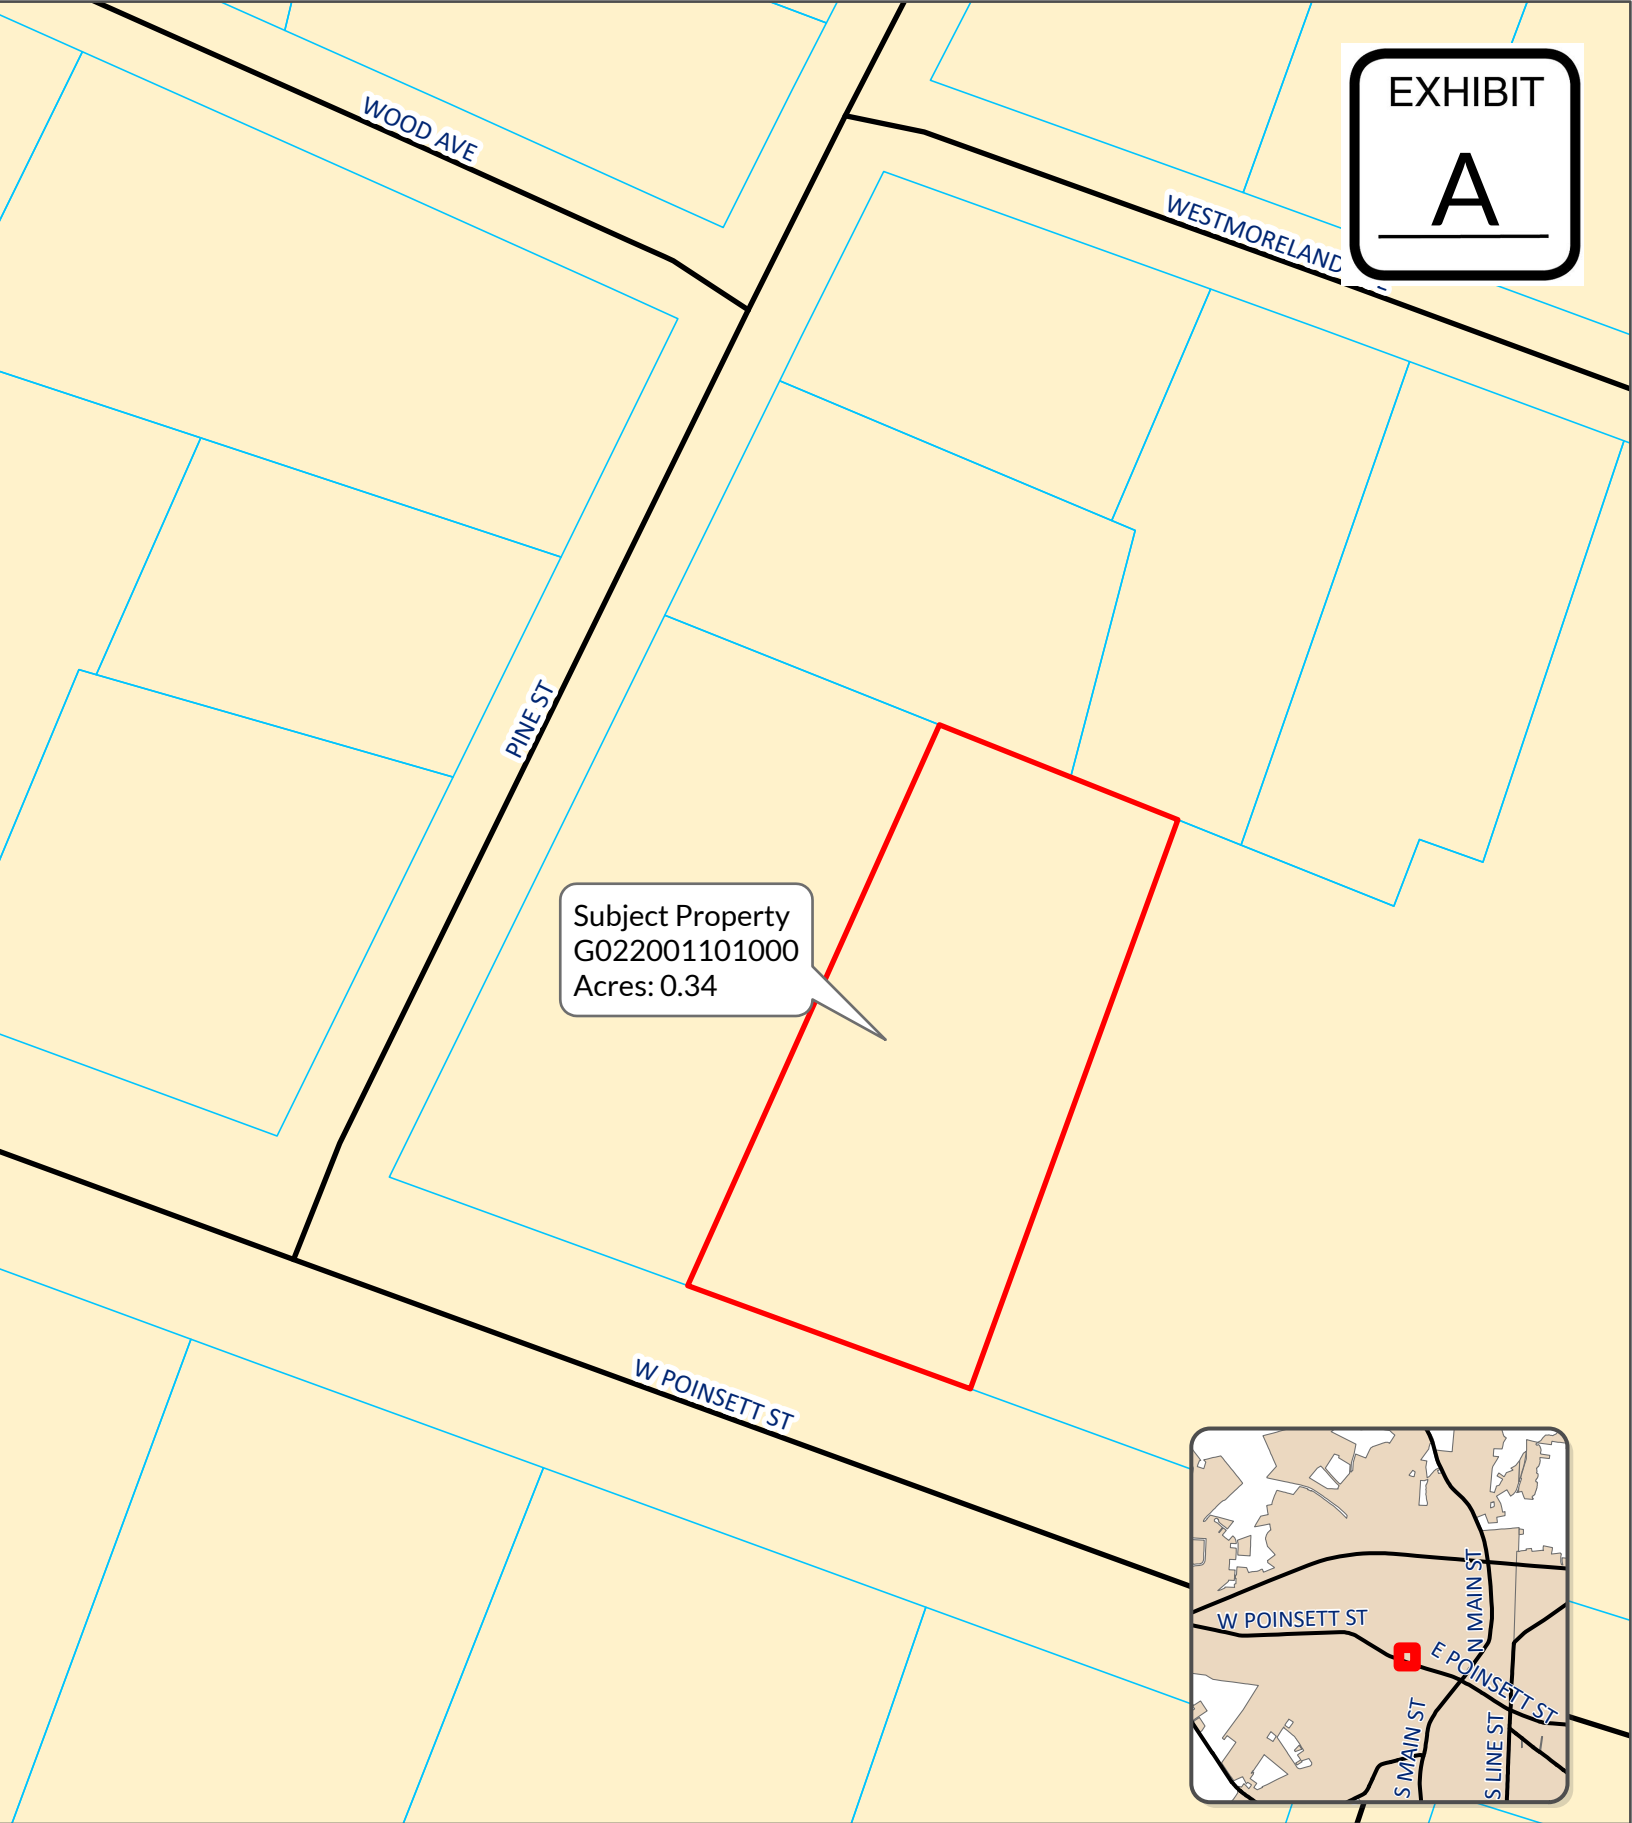 WOOD AVE
EXHIBIT
A
WESTMORELAND
PINE ST
Subject Property
G022001101000
Acres: 0.34
W POINSETT ST
W POINSETT ST
N MAIN ST
E POINSETT ST
S MAIN ST
S LINE ST